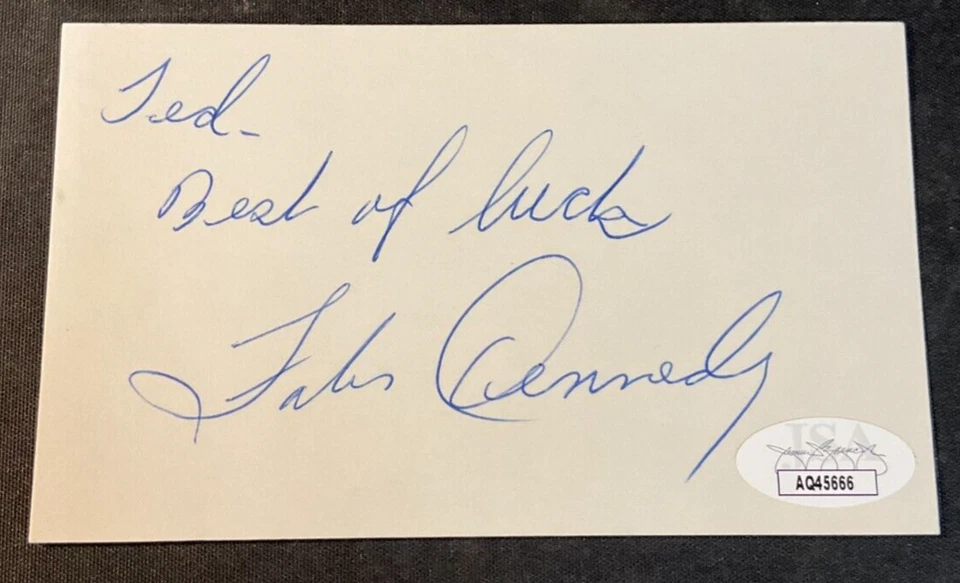 Ted-
Best of luck
Kennedy
JSA
AQ45666